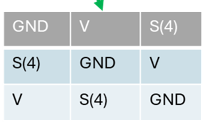 GND V S(4)
S(4) GND V
V S(4) GND